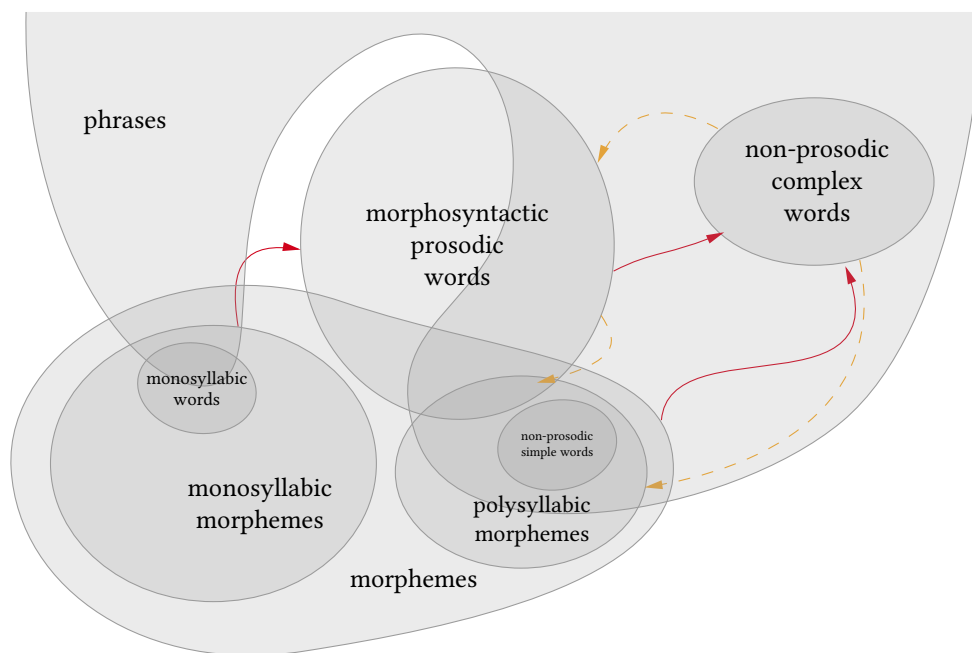 phrases
non-prosodic
complex
words
morphosyntactic
prosodic
words
monosyllabic
words
non-prosodic
simple words
monosyllabic
morphemes
polysyllabic
morphemes
morphemes